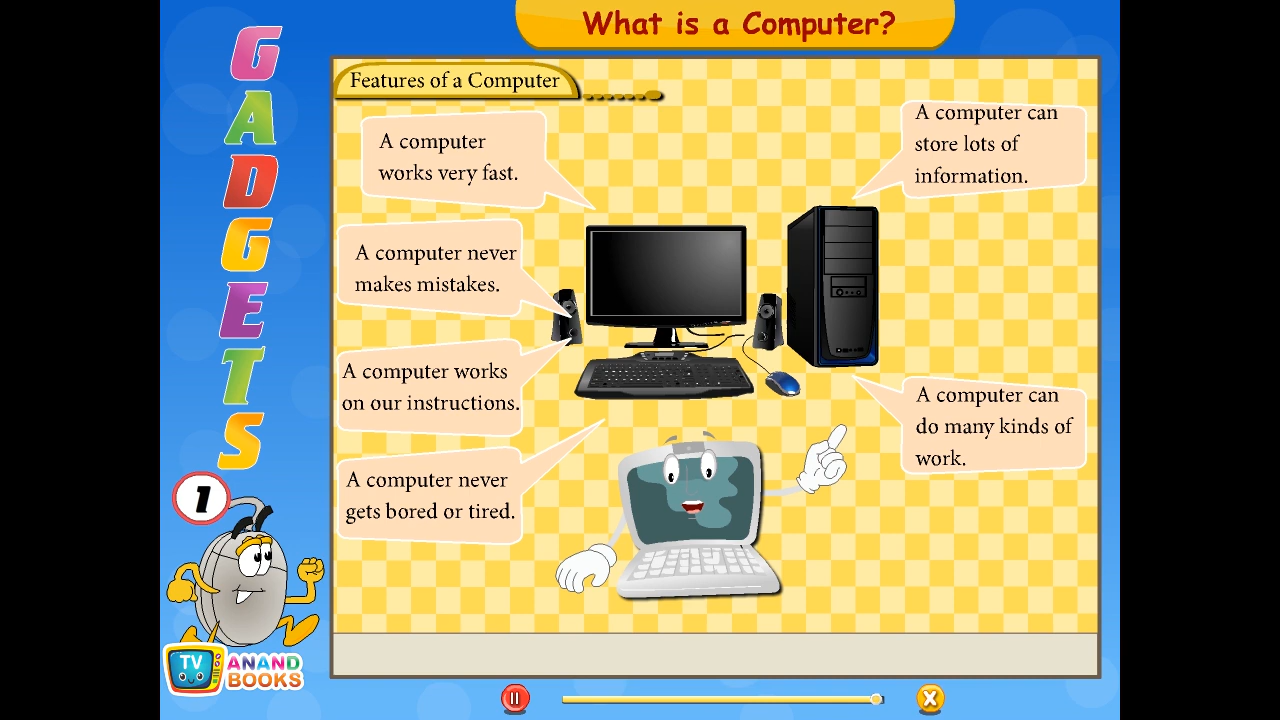 What is a Computer?
GADGETS
1
TV
ANAND
BOOKS
Features of a Computer
A computer
works very fast.
A computer never
makes mistakes.
A computer works
on our instructions.
A computer never
gets bored or tired.
A computer can
store lots of
information.
A computer can
do many kinds of
work.